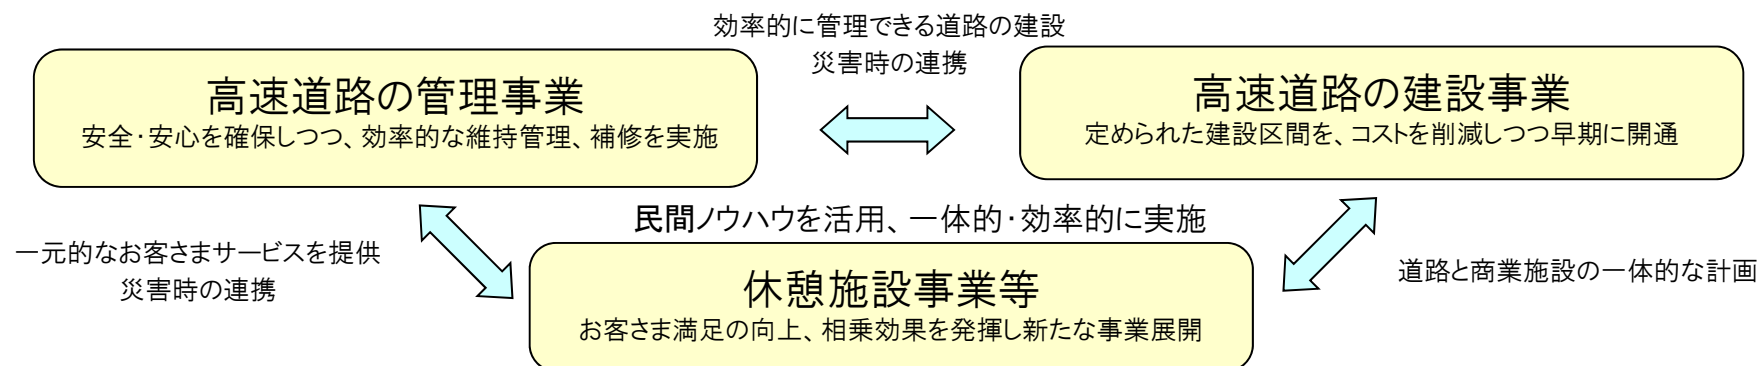 効率的に管理できる道路の建設
災害時の連携
高速道路の管理事業
安全・安心を確保しつつ、効率的な維持管理、補修を実施
高速道路の建設事業
定められた建設区間を、コストを削減しつつ早期に開通
民間ノウハウを活用、一体的・効率的に実施
一元的なお客さまサービスを提供
災害時の連携
休憩施設事業等
お客さま満足の向上、相乗効果を発揮し新たな事業展開
道路と商業施設の一体的な計画